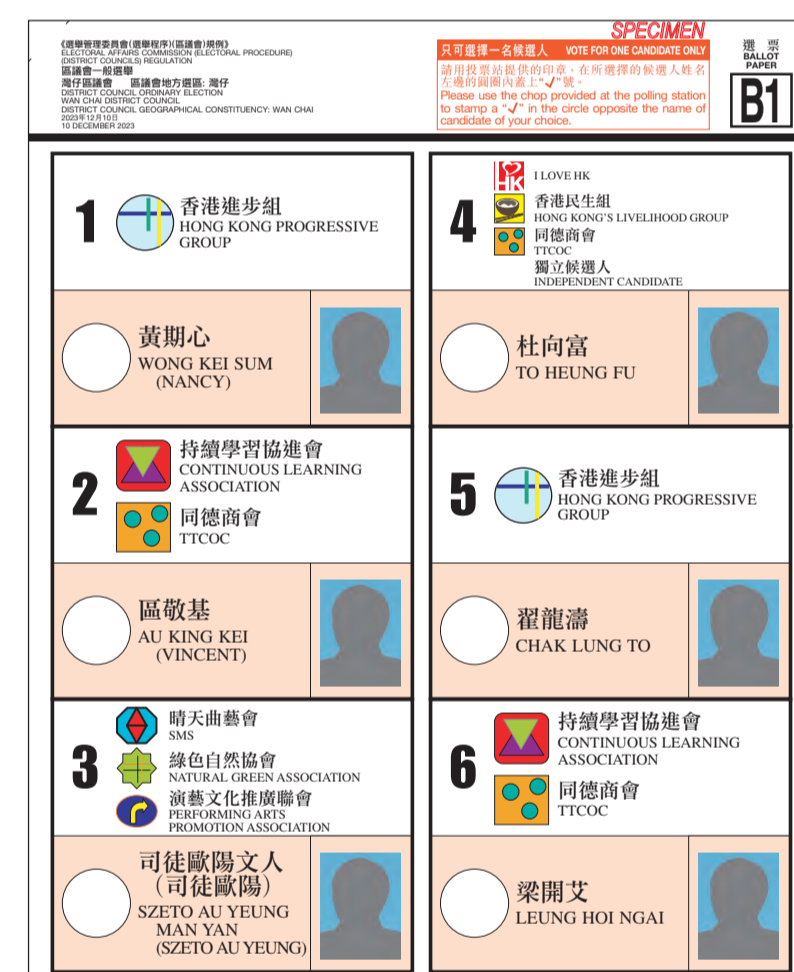 《選舉管理委員會(選舉程序)(區議會)規例》
ELECTORAL AFFAIRS COMMISSION (ELECTORAL PROCEDURE)
(DISTRICT COUNCILS) REGULATION
區議會一般選舉
灣仔區議會 區議會地方選區: 灣仔
DISTRICT COUNCIL ORDINARY ELECTION
WAN CHAI DISTRICT COUNCIL
DISTRICT COUNCIL GEOGRAPHICAL CONSTITUENCY: WAN CHAI
2023年12月10日
10 DECEMBER 2023
SPECIMEN
只可選擇一名候選人 VOTE FOR ONE CANDIDATE ONLY
請用投票站提供的印章，在所選擇的候選人姓名
左邊的圓圈內蓋上“✓”號。
Please use the chop provided at the polling station
to stamp a “✓” in the circle opposite the name of
candidate of your choice.
選票
BALLOT
PAPER
B1
1
香港進步組
HONG KONG PROGRESSIVE
GROUP
黃期心
WONG KEI SUM
(NANCY)
2
持續學習協進會
CONTINUOUS LEARNING
ASSOCIATION
同德商會
TTCOC
區敬基
AU KING KEI
(VINCENT)
3
晴天曲藝會
SMS
綠色自然協會
NATURAL GREEN ASSOCIATION
演藝文化推廣聯會
PERFORMING ARTS
PROMOTION ASSOCIATION
司徒歐陽文人
(司徒歐陽)
SZETO AU YEUNG
MAN YAN
(SZETO AU YEUNG)
4
HK
I LOVE HK
香港民生組
HONG KONG'S LIVELIHOOD GROUP
同德商會
TTCOC
獨立候選人
INDEPENDENT CANDIDATE
杜向富
TO HEUNG FU
5
香港進步組
HONG KONG PROGRESSIVE
GROUP
翟龍濤
CHAK LUNG TO
6
持續學習協進會
CONTINUOUS LEARNING
ASSOCIATION
同德商會
TTCOC
梁開艾
LEUNG HOI NGAI